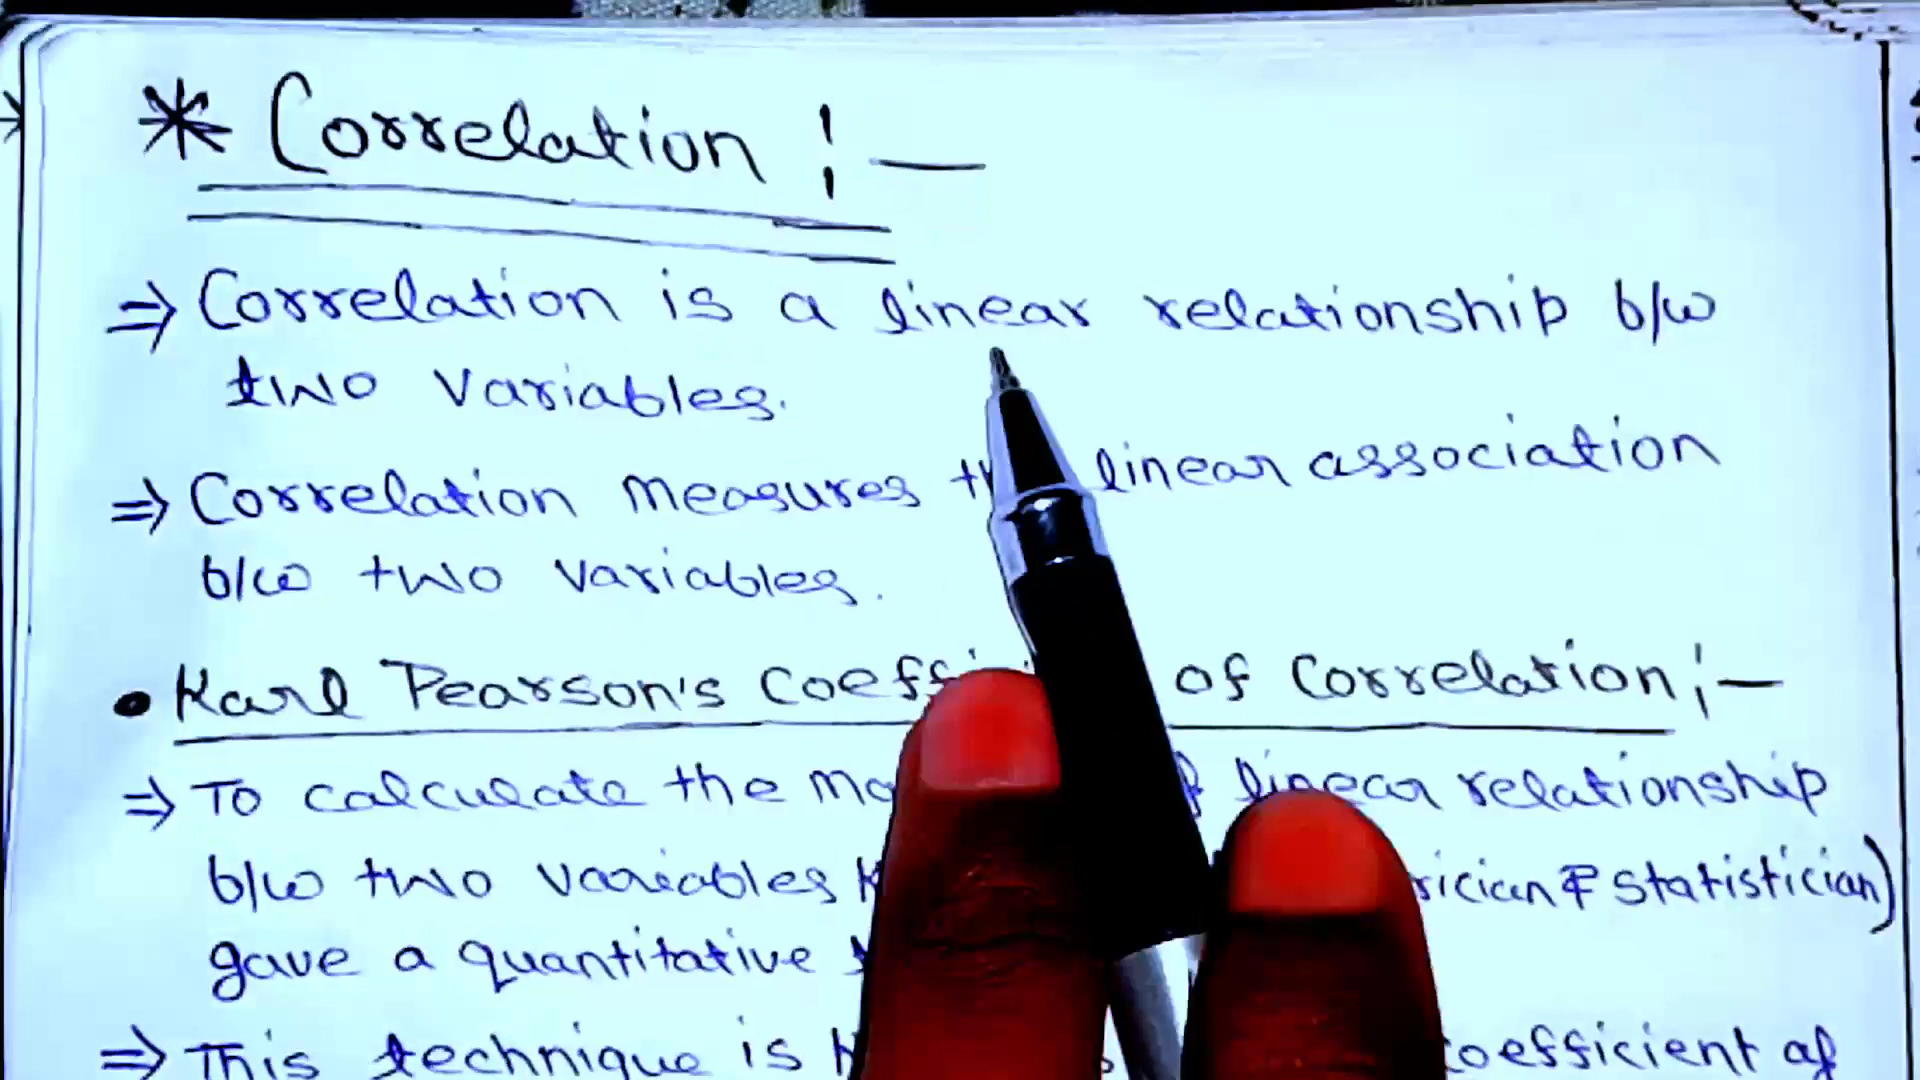 * Correlation :-
⇒ Correlation is a linear relationship b/w
two variables.
⇒ Correlation measures linear association
b/w two variables.
• Karl Pearson's of Correlation :-
⇒ To calculate the linear relationship
b/w two variables & statistician)
gave a quantitative
⇒ This technique is coefficient of